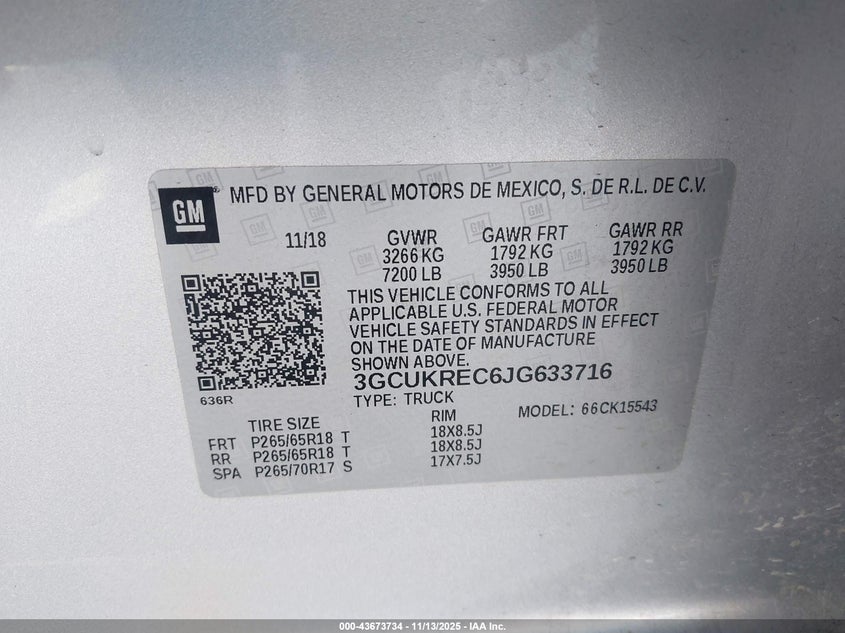 GM
MFD BY GENERAL MOTORS DE MEXICO, S. DE R.L. DE C.V.
11/18 GVWR GAWR FRT GAWR RR
3266 KG 1792 KG 1792 KG
7200 LB 3950 LB 3950 LB
THIS VEHICLE CONFORMS TO ALL
APPLICABLE U.S. FEDERAL MOTOR
VEHICLE SAFETY STANDARDS IN EFFECT
ON THE DATE OF MANUFACTURE
SHOWN ABOVE.
3GCUKREC6JG633716
636R
TYPE: TRUCK MODEL: 66CK15543
TIRE SIZE RIM
FRT P265/65R18 T 18X8.5J
RR P265/65R18 T 18X8.5J
SPA P265/70R17 S 17X7.5J
000-43673734 - 11/13/2025 - IAA Inc.